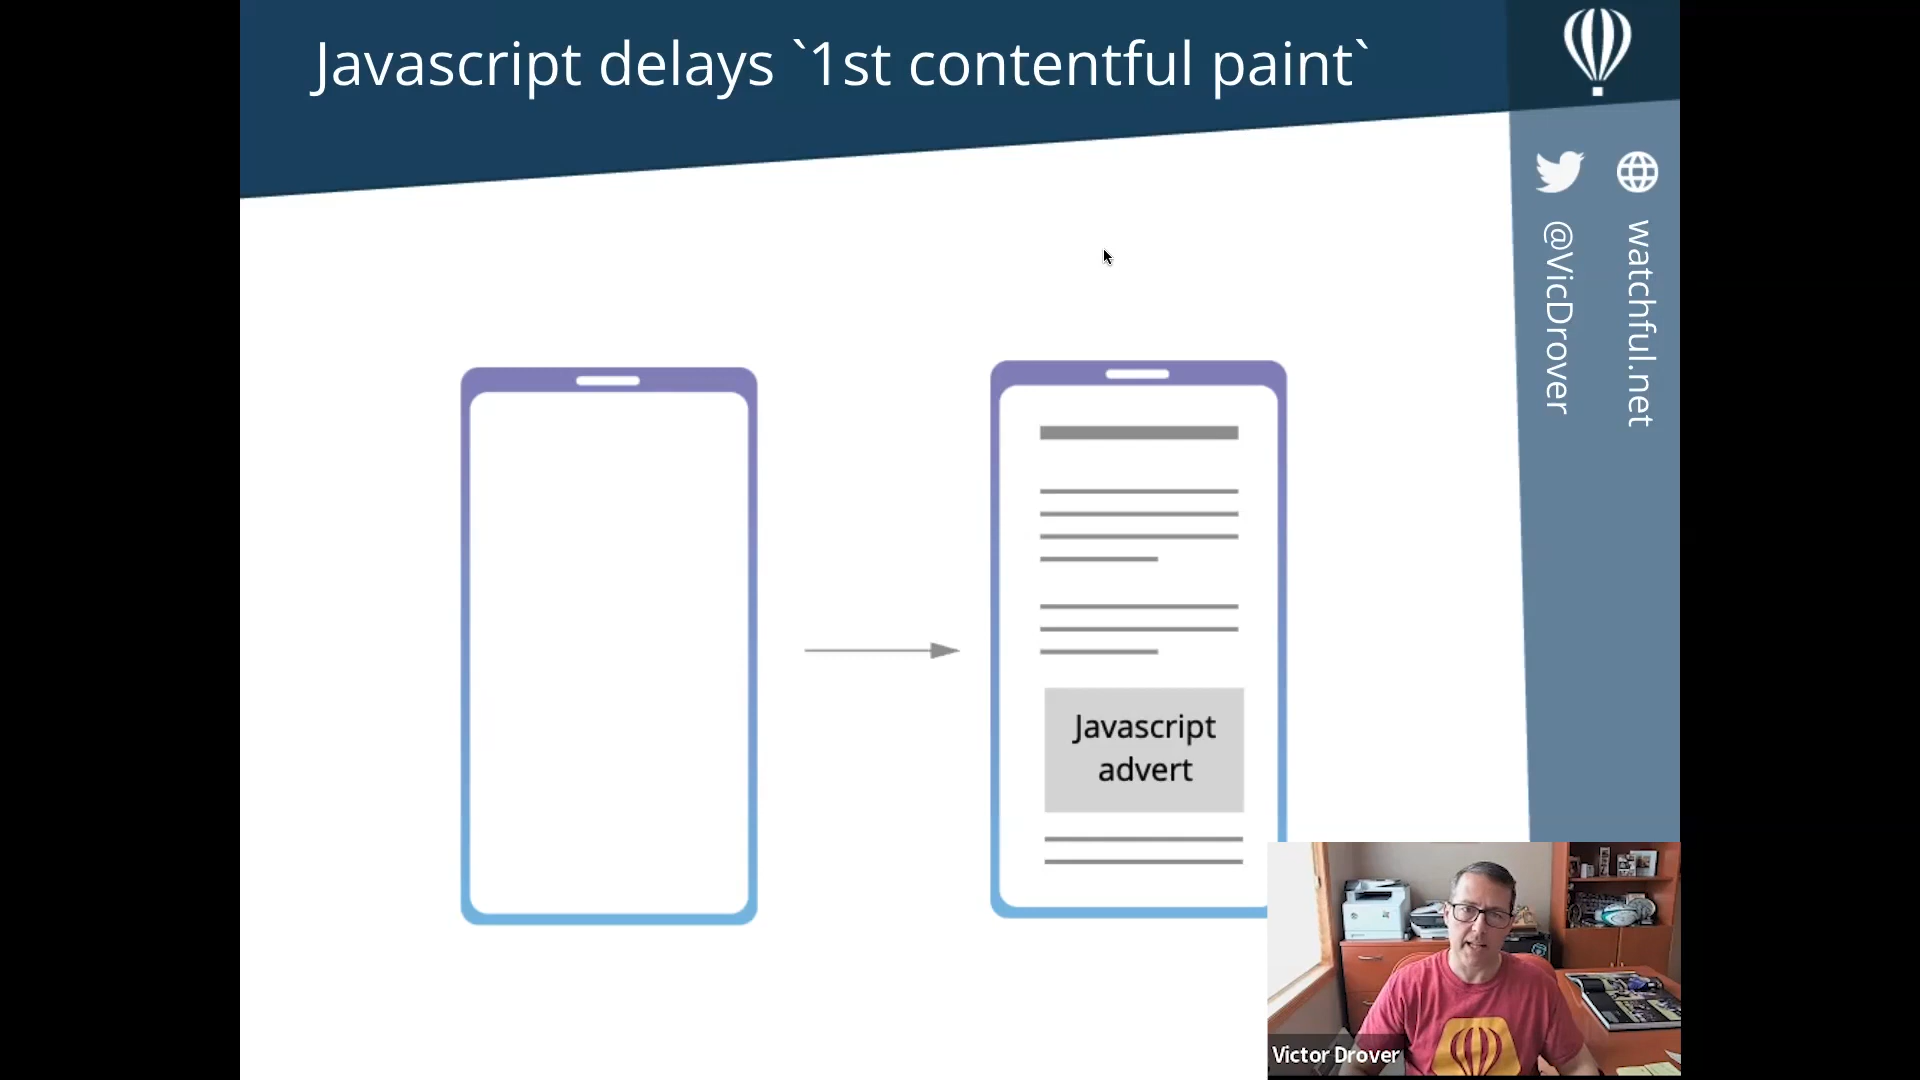 Javascript delays `1st contentful paint`
@VicDrover
watchful.net
Javascript
advert
Victor Drover